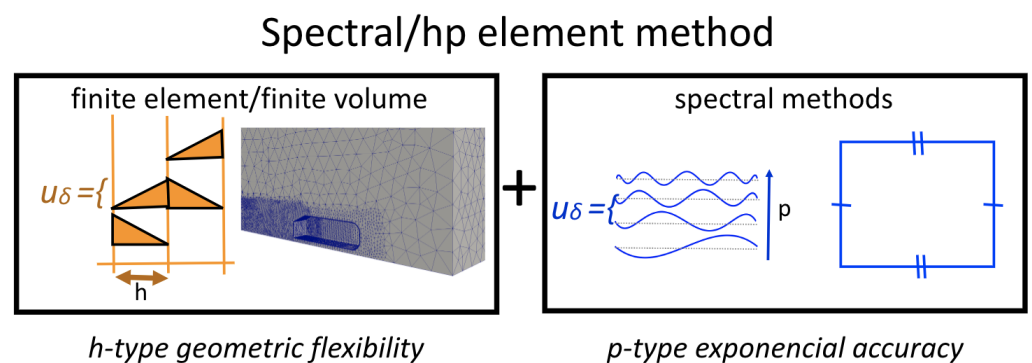 Spectral/hp element method
finite element/finite volume
uδ={
h
h-type geometric flexibility
+
spectral methods
uδ={
p
p-type exponencial accuracy